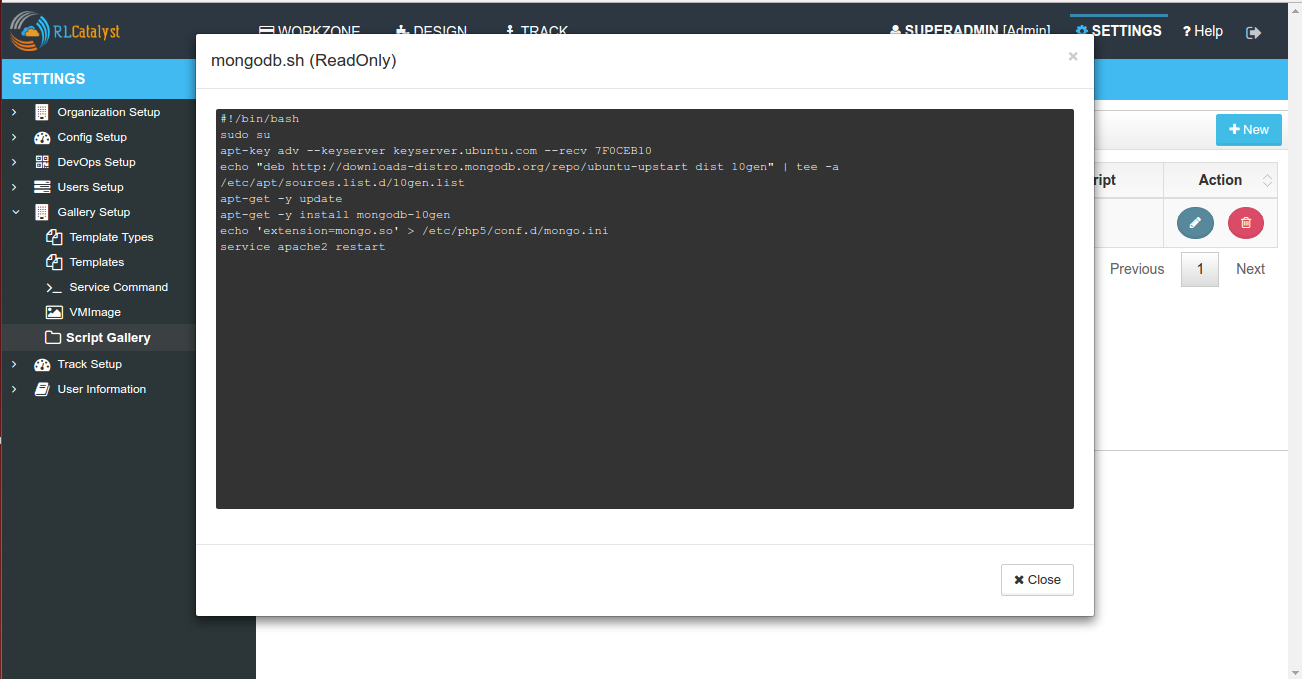 RLCatalyst
WORKZONE DESIGN TRACK SUPERADMIN [Admin] SETTINGS ? Help
SETTINGS
Organization Setup
Config Setup
DevOps Setup
Users Setup
Gallery Setup
Template Types
Templates
Service Command
VMImage
Script Gallery
Track Setup
User Information
mongodb.sh (ReadOnly)
×
#!/bin/bash
sudo su
apt-key adv --keyserver keyserver.ubuntu.com --recv 7F0CEB10
echo "deb http://downloads-distro.mongodb.org/repo/ubuntu-upstart dist 10gen" | tee -a
/etc/apt/sources.list.d/10gen.list
apt-get -y update
apt-get -y install mongodb-10gen
echo 'extension=mongo.so' > /etc/php5/conf.d/mongo.ini
service apache2 restart
Close
New
ript Action
Previous 1 Next